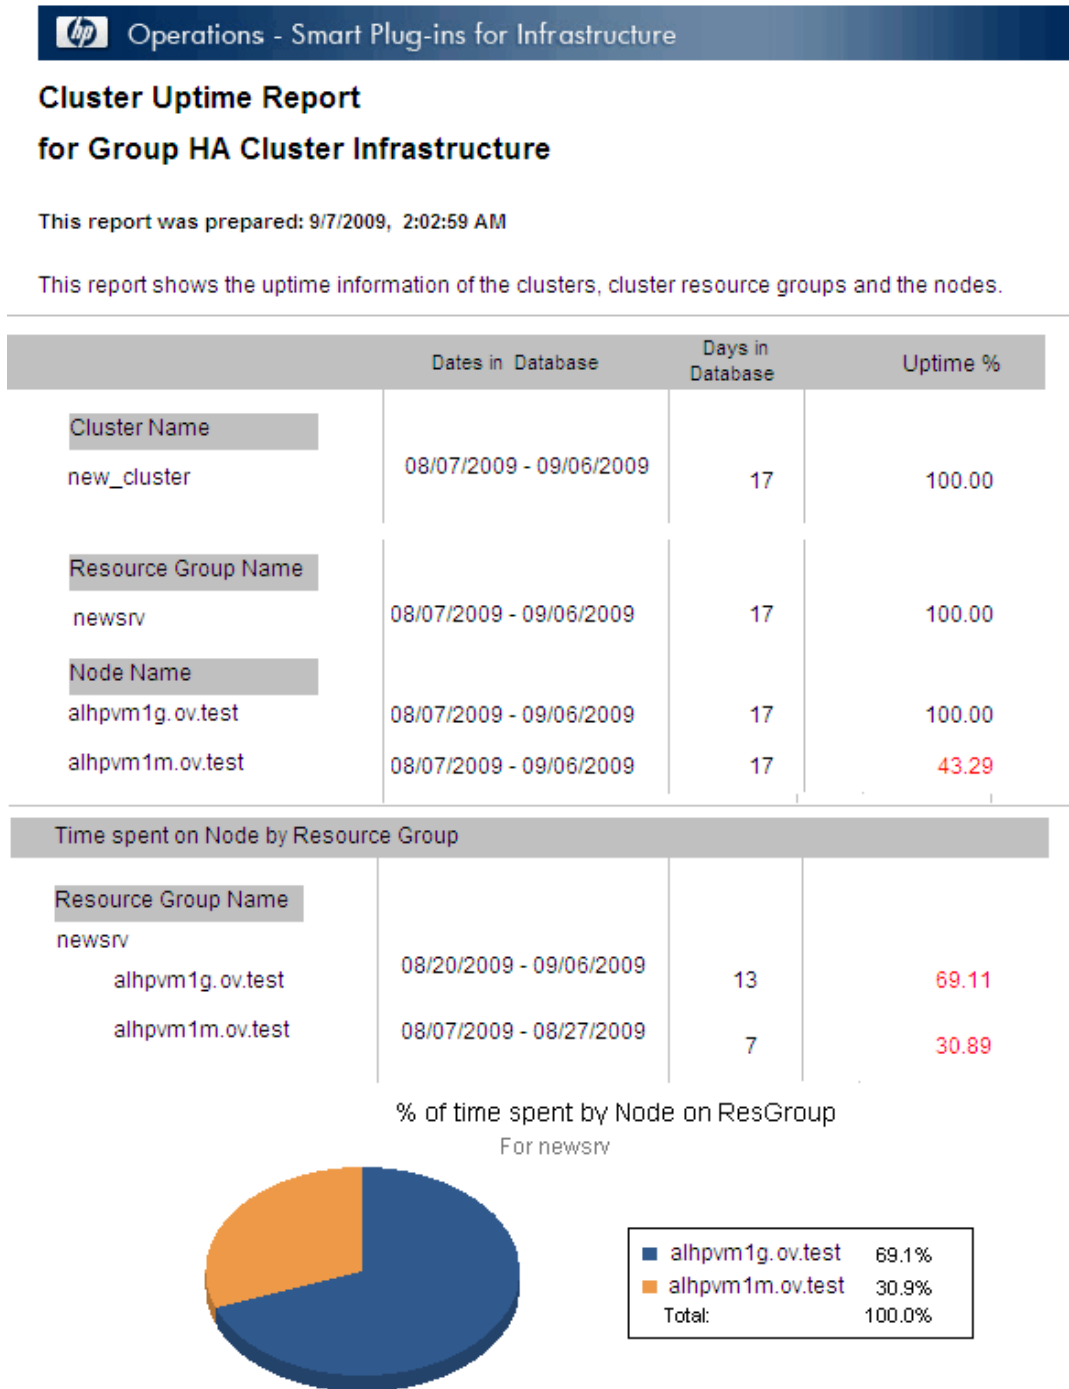 hp Operations - Smart Plug-ins for Infrastructure
Cluster Uptime Report
for Group HA Cluster Infrastructure
This report was prepared: 9/7/2009, 2:02:59 AM
This report shows the uptime information of the clusters, cluster resource groups and the nodes.
Dates in Database Days in Database Uptime %
Cluster Name
new_cluster 08/07/2009 - 09/06/2009 17 100.00
Resource Group Name
newsrv 08/07/2009 - 09/06/2009 17 100.00
Node Name
alhpvm1g.ov.test 08/07/2009 - 09/06/2009 17 100.00
alhpvm1m.ov.test 08/07/2009 - 09/06/2009 17 43.29
Time spent on Node by Resource Group
Resource Group Name
newsrv
alhpvm1g.ov.test 08/20/2009 - 09/06/2009 13 69.11
alhpvm1m.ov.test 08/07/2009 - 08/27/2009 7 30.89
% of time spent by Node on ResGroup
For newsrv
alhpvm1g.ov.test 69.1%
alhpvm1m.ov.test 30.9%
Total: 100.0%